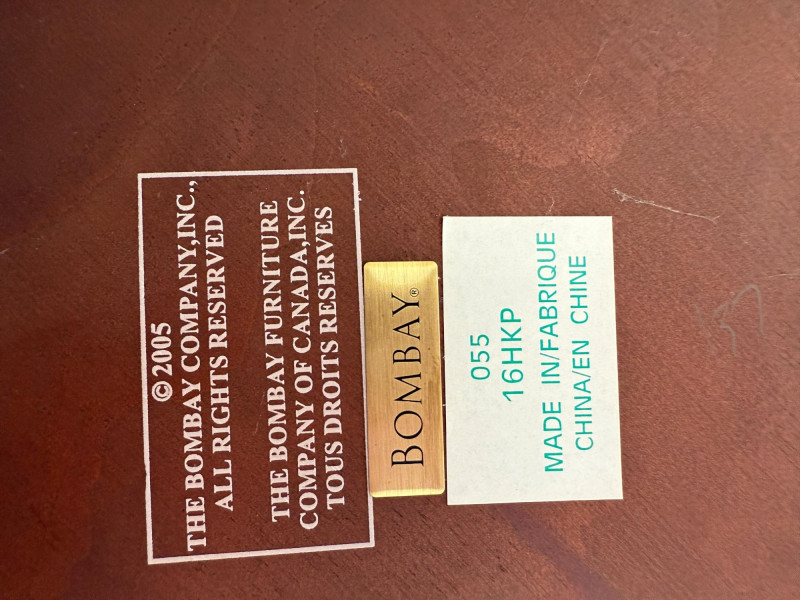 © 2005
THE BOMBAY COMPANY,INC.,
ALL RIGHTS RESERVED
THE BOMBAY FURNITURE
COMPANY OF CANADA,INC.
TOUS DROITS RESERVES
BOMBAY®
055
16HKP
MADE IN/FABRIQUE
CHINA/EN CHINE